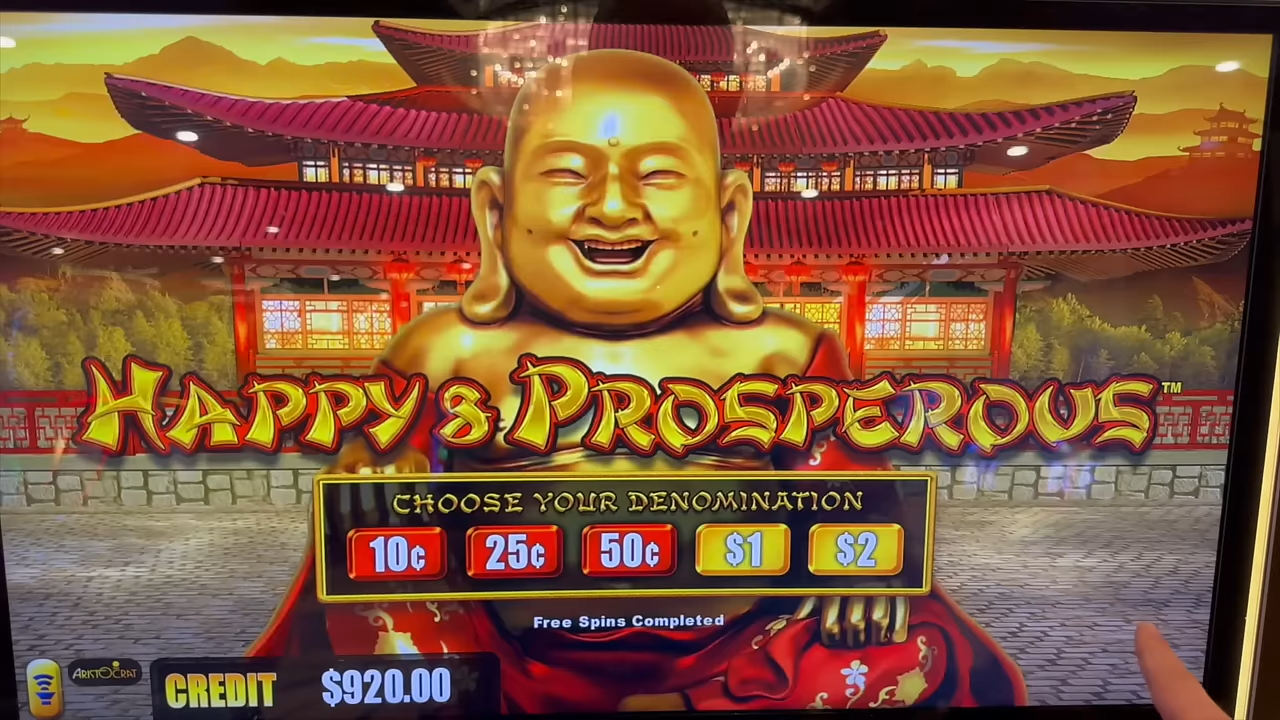 HAPPY & PROSPEROUS™
CHOOSE YOUR DENOMINATION
10¢ 25¢ 50¢ $1 $2
Free Spins Completed
ARISTOCRAT
CREDIT $920.00